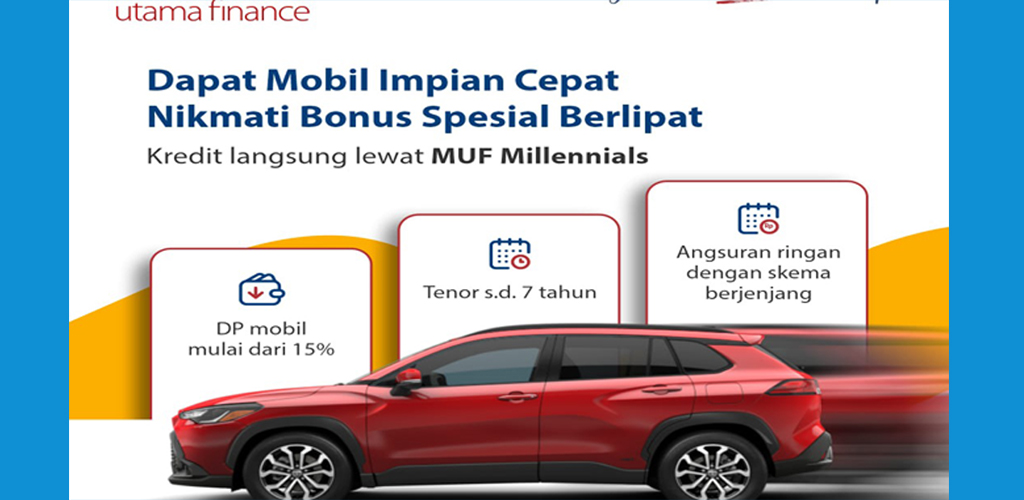 utama finance
Dapat Mobil Impian Cepat
Nikmati Bonus Spesial Berlipat
Kredit langsung lewat MUF Millennials
Angsuran ringan
dengan skema
berjenjang
Rp
Tenor s.d. 7 tahun
DP mobil
mulai dari 15%